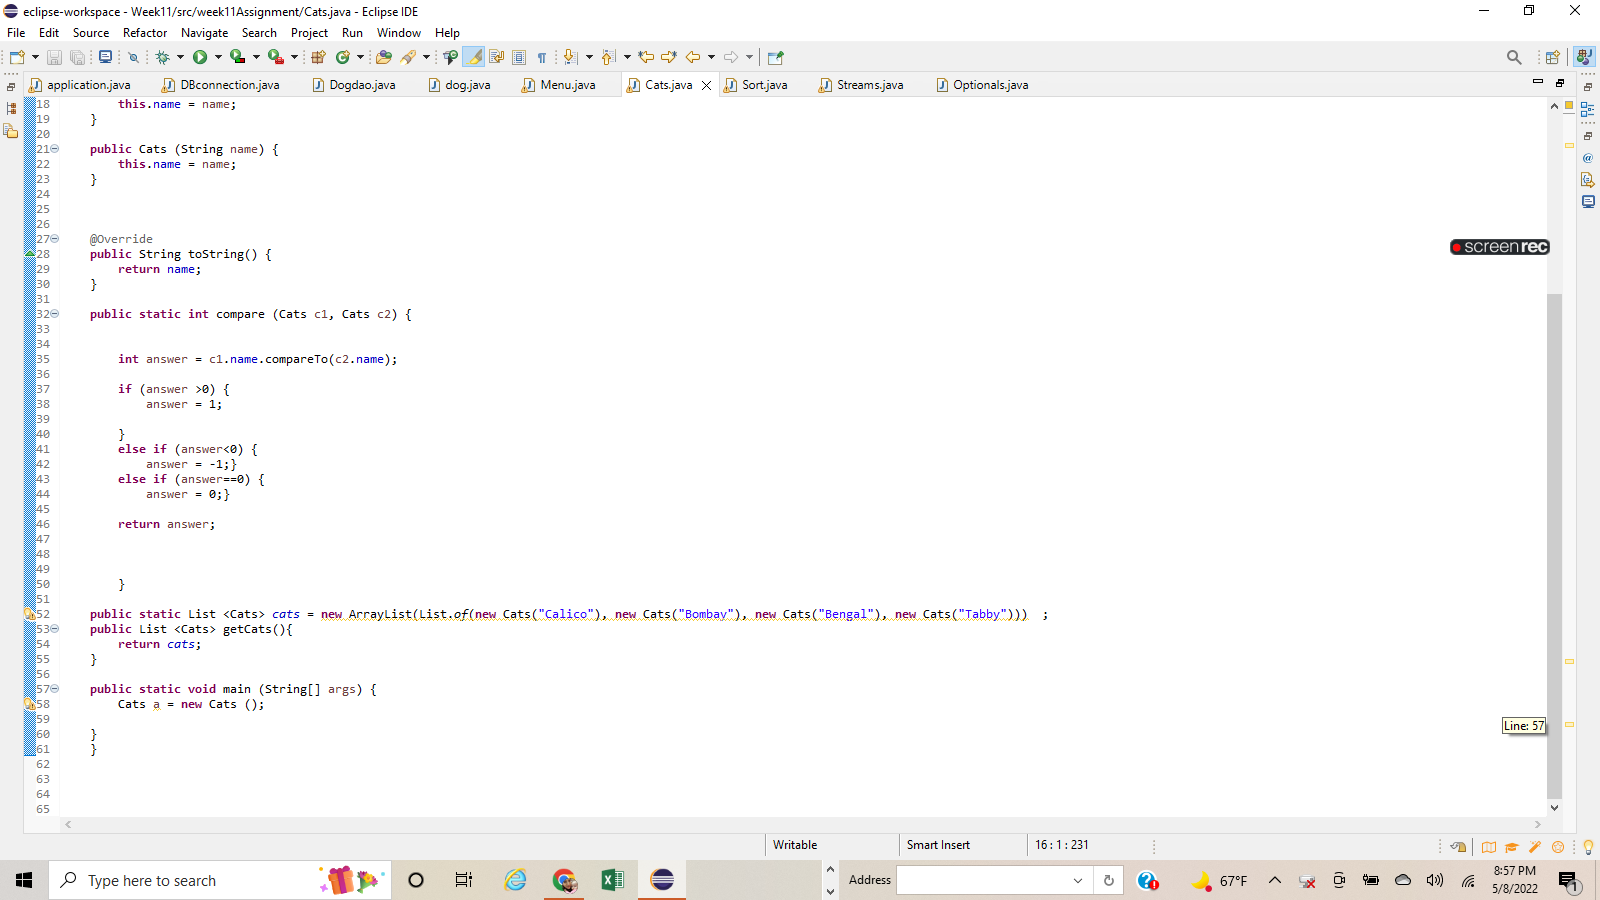 eclipse-workspace - Week11/src/week11Assignment/Cats.java - Eclipse IDE
File Edit Source Refactor Navigate Search Project Run Window Help
application.java DBconnection.java Dogdao.java dog.java Menu.java Cats.java Sort.java Streams.java Optionals.java
18 this.name = name;
19 }
20
21 public Cats (String name) {
22 this.name = name;
23 }
24
25
26
27 @Override
28 public String toString() {
29 return name;
30 }
31
32 public static int compare (Cats c1, Cats c2) {
33
34
35 int answer = c1.name.compareTo(c2.name);
36
37 if (answer >0) {
38 answer = 1;
39
40 }
41 else if (answer<0) {
42 answer = -1;}
43 else if (answer==0) {
44 answer = 0;}
45
46 return answer;
47
48
49
50 }
51
52 public static List <Cats> cats = new ArrayList(List.of(new Cats("Calico"), new Cats("Bombay"), new Cats("Bengal"), new Cats("Tabby"))) ;
53 public List <Cats> getCats(){
54 return cats;
55 }
56
57 public static void main (String[] args) {
58 Cats a = new Cats ();
59
60 }
61 }
62
63
64
65
screenrec
Line: 57
Writable Smart Insert 16 : 1 : 231
Type here to search
Address
67°F
8:57 PM
5/8/2022
1